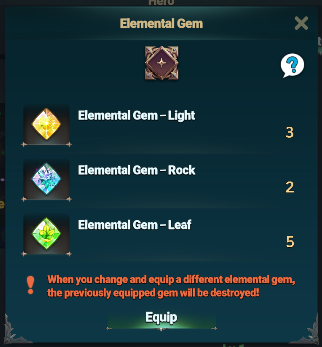 Elemental Gem
?
Elemental Gem – Light
3
Elemental Gem – Rock
2
Elemental Gem – Leaf
5
! When you change and equip a different elemental gem,
the previously equipped gem will be destroyed!
Equip